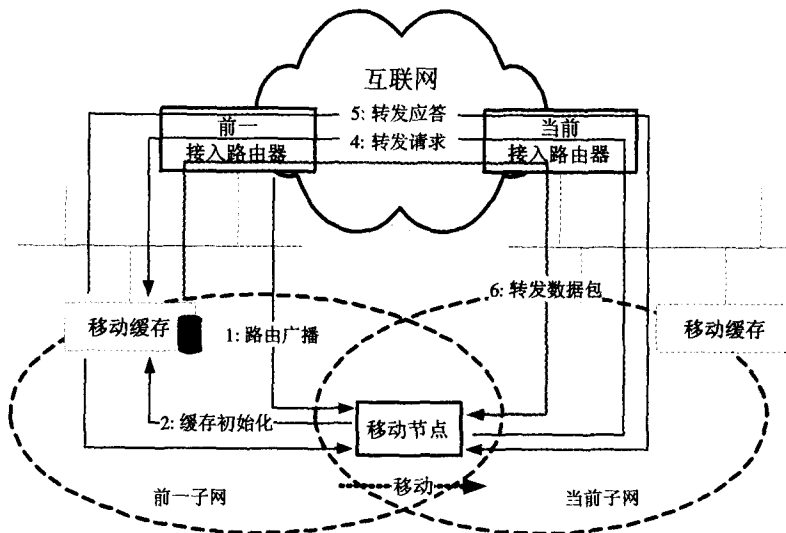 互联网
5: 转发应答
前一
接入路由器
4: 转发请求
当前
接入路由器
6: 转发数据包
移动缓存
1: 路由广播
移动缓存
2: 缓存初始化
移动节点
移动
前一子网
当前子网